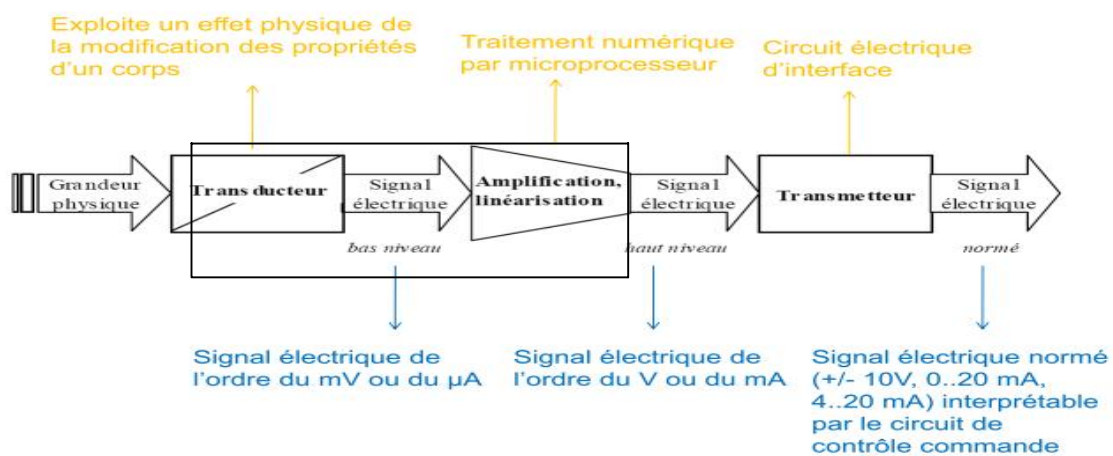 Exploite un effet physique de
la modification des propriétés
d'un corps
Traitement numérique
par microprocesseur
Circuit électrique
d'interface
Grandeur
physique
Transducteur
Signal
électrique
bas niveau
Amplification,
linéarisation
Signal
électrique
haut niveau
Transmetteur
Signal
électrique
normé
Signal électrique de
l'ordre du mV ou du µA
Signal électrique de
l'ordre du V ou du mA
Signal électrique normé
(+/- 10V, 0..20 mA,
4..20 mA) interprétable
par le circuit de
contrôle commande